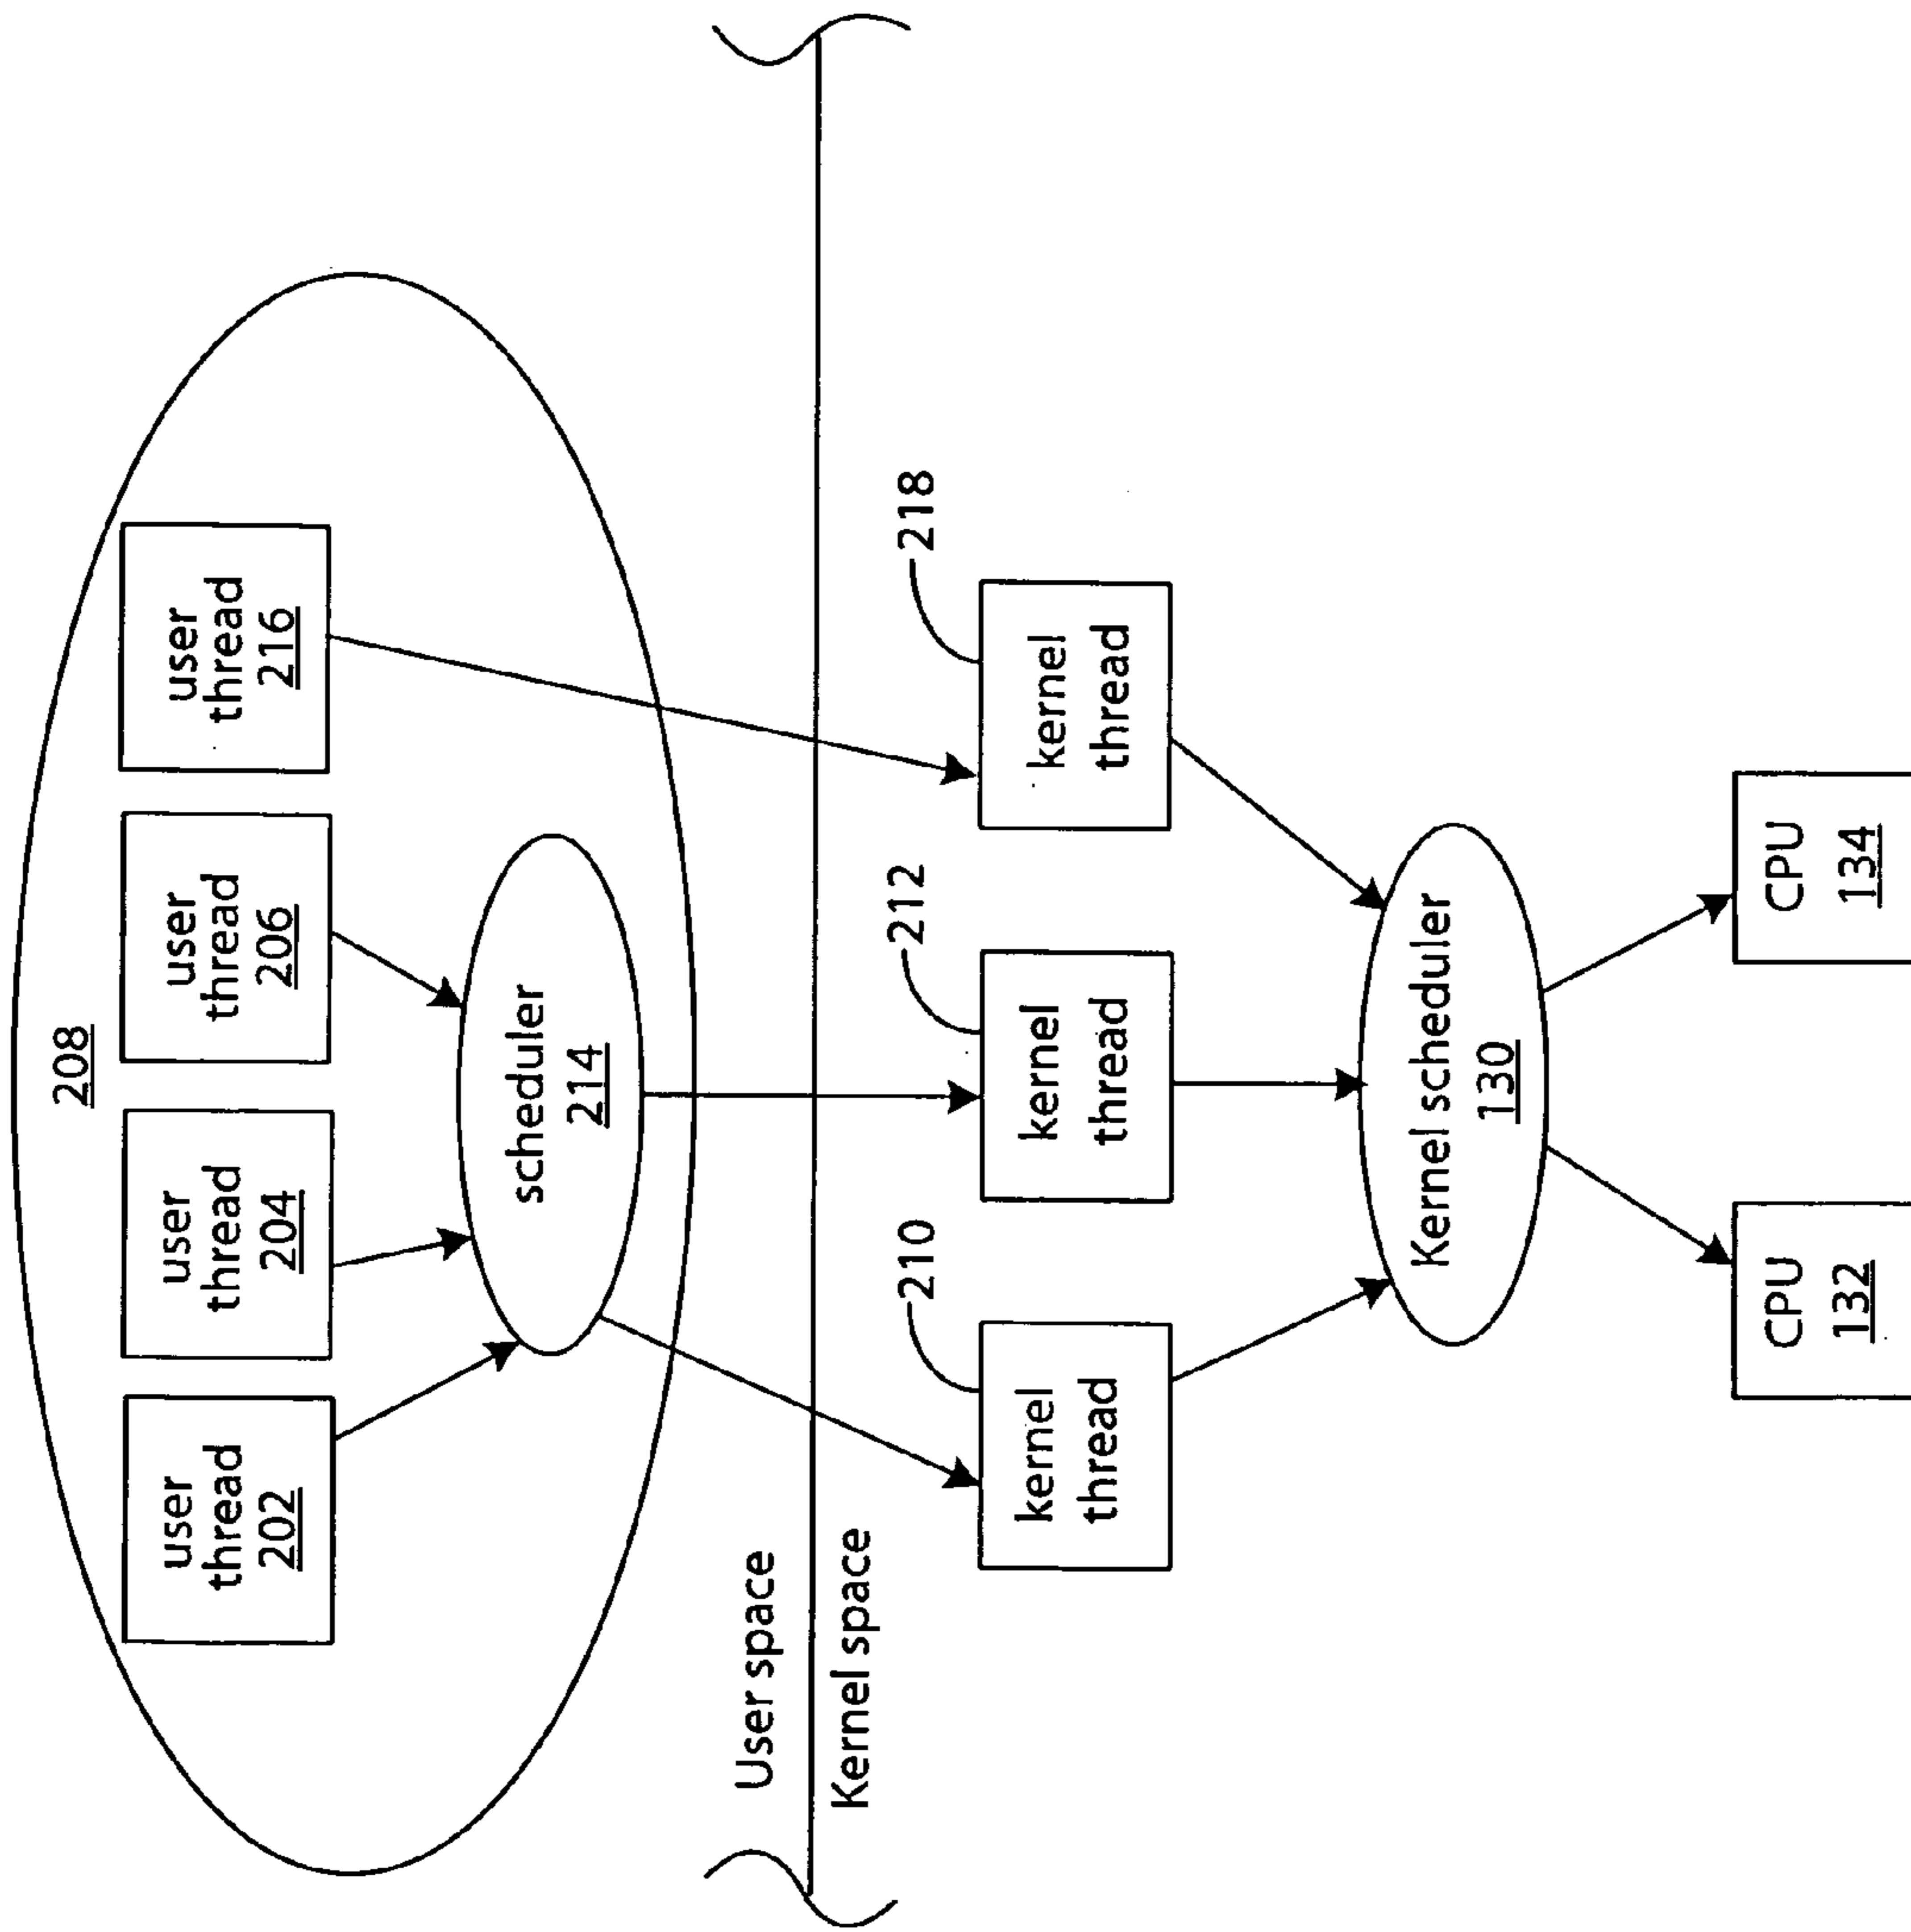 208
user
thread
202
user
thread
204
user
thread
206
user
thread
216
scheduler
214
User space
Kernel space
210
212
218
kernel
thread
kernel
thread
kernel
thread
Kernel scheduler
130
CPU
132
CPU
134